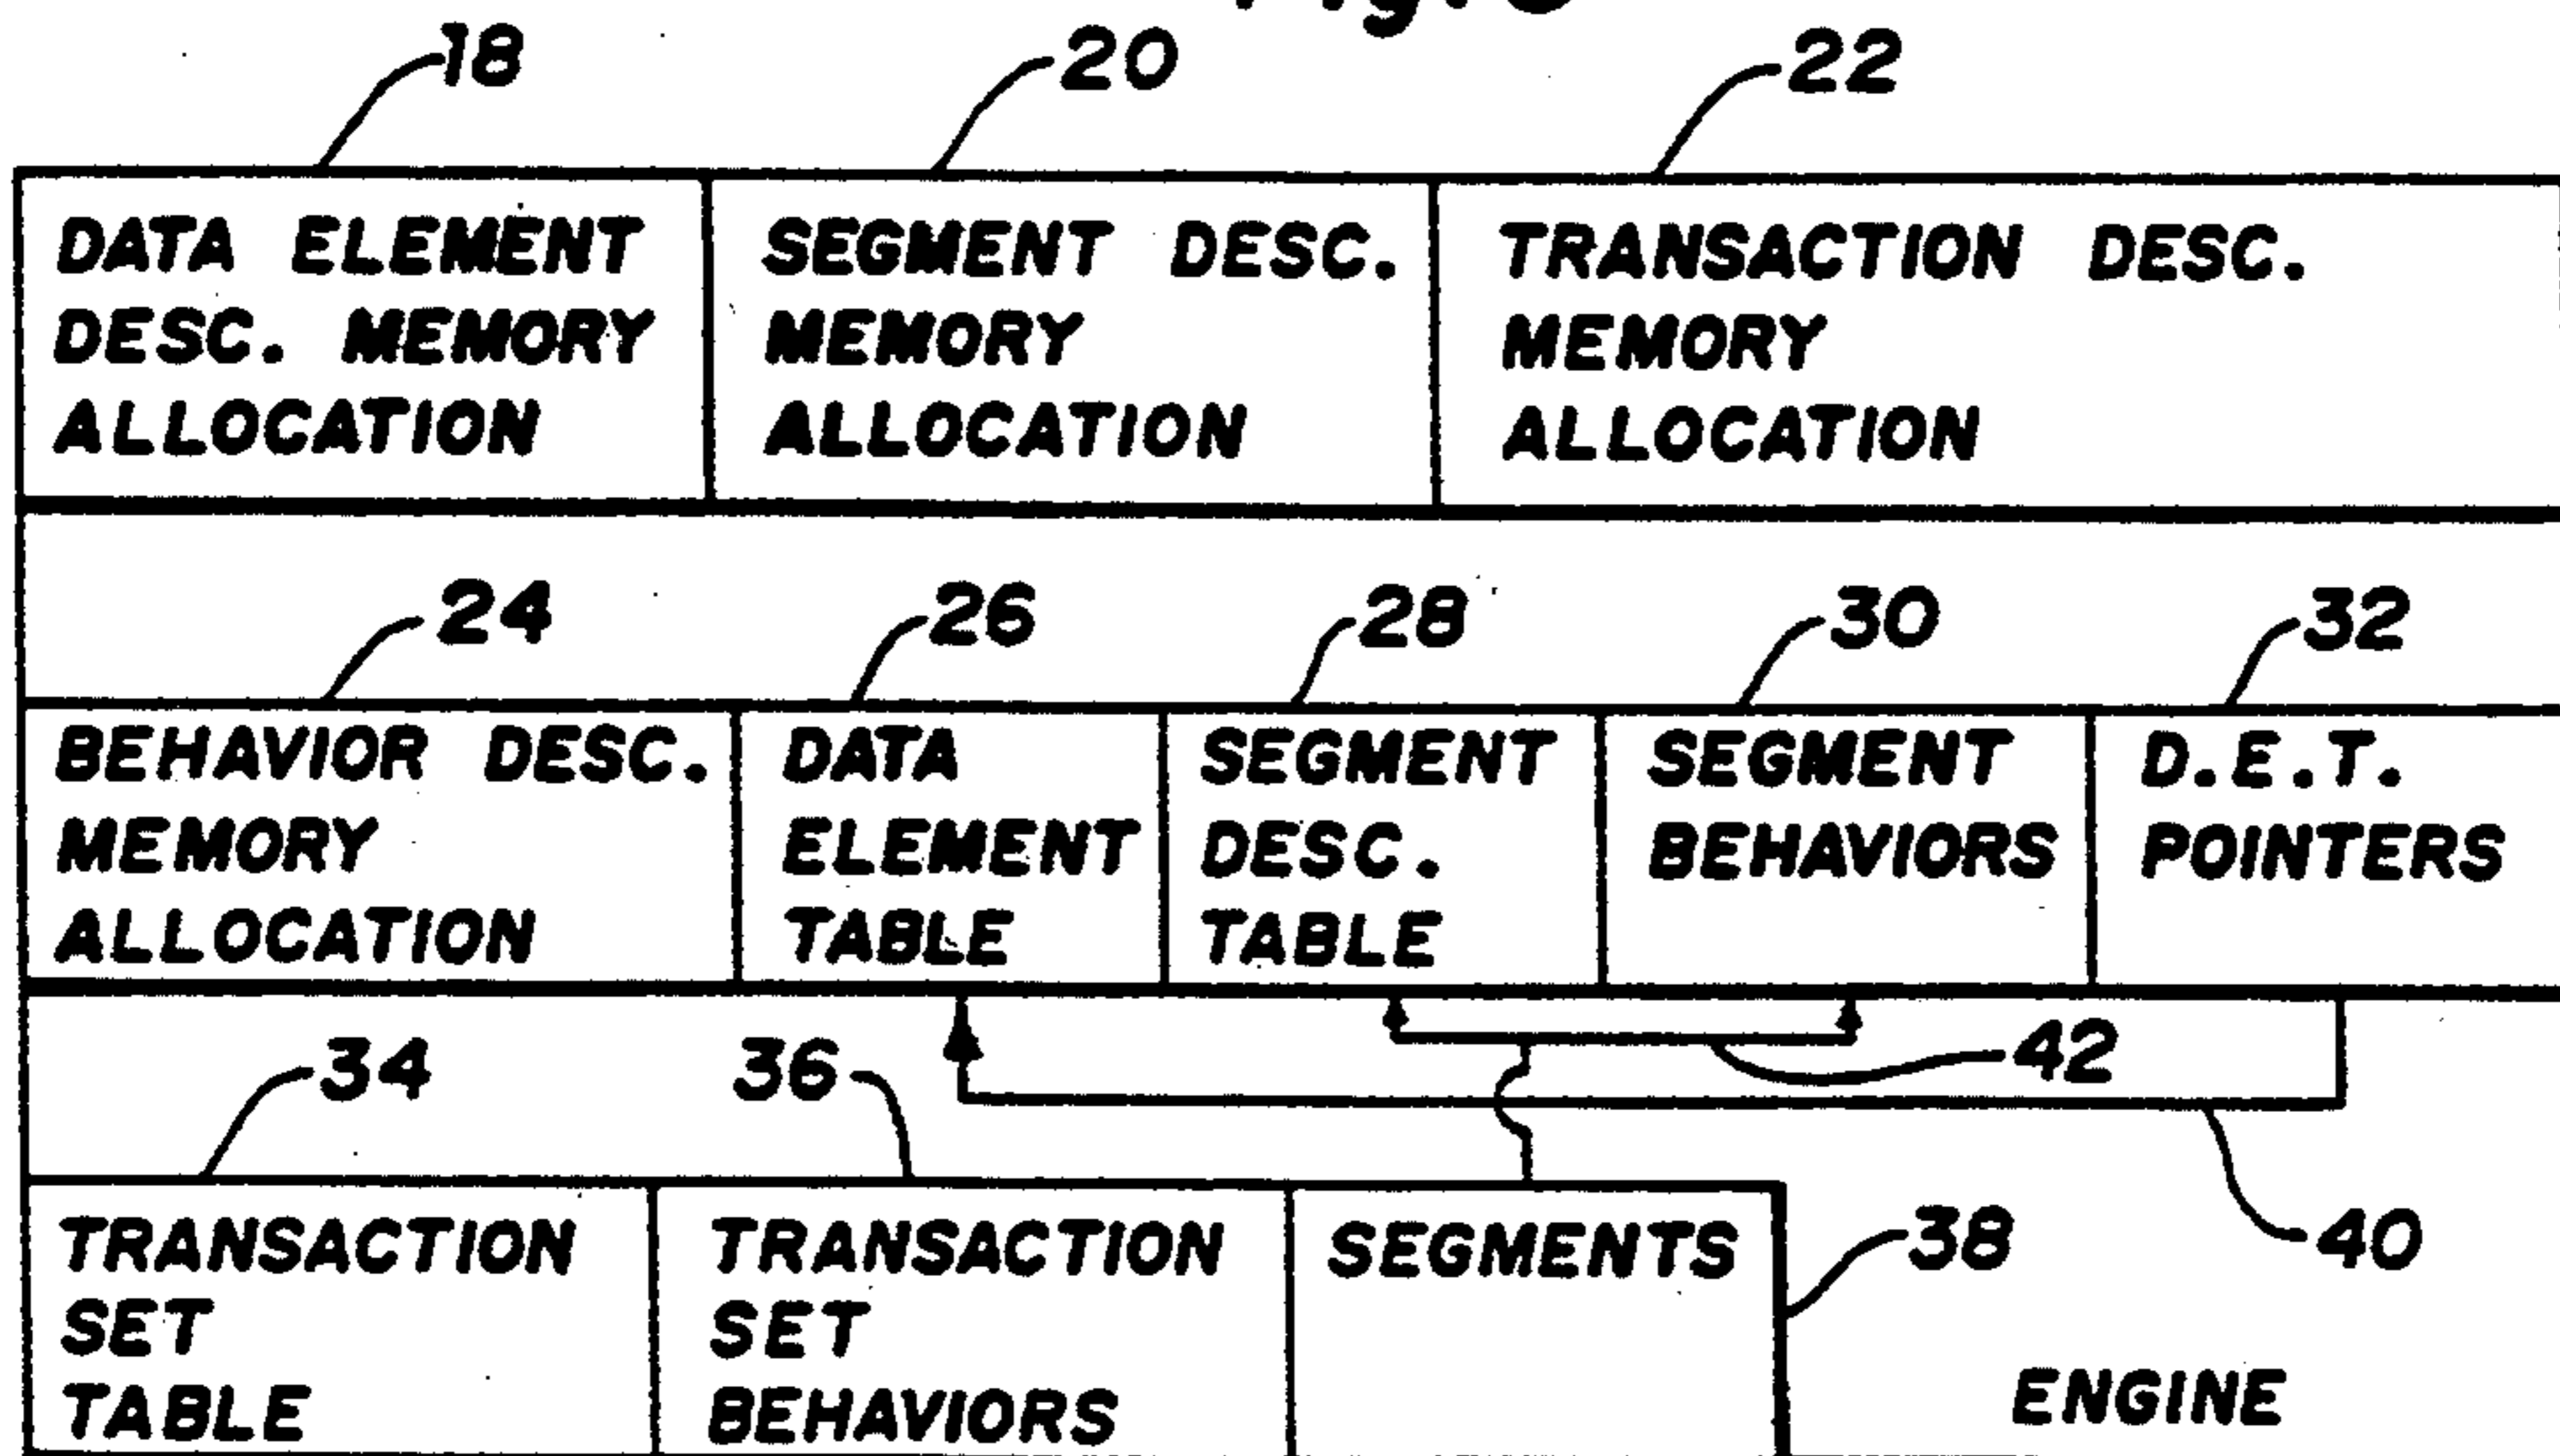 18 20 22
DATA ELEMENT
DESC. MEMORY
ALLOCATION
SEGMENT DESC.
MEMORY
ALLOCATION
TRANSACTION DESC.
MEMORY
ALLOCATION
24 26 28 30 32
BEHAVIOR DESC.
MEMORY
ALLOCATION
DATA
ELEMENT
TABLE
SEGMENT
DESC.
TABLE
SEGMENT
BEHAVIORS
D.E.T.
POINTERS
34 36 42
TRANSACTION
SET
TABLE
TRANSACTION
SET
BEHAVIORS
SEGMENTS
38 40
ENGINE